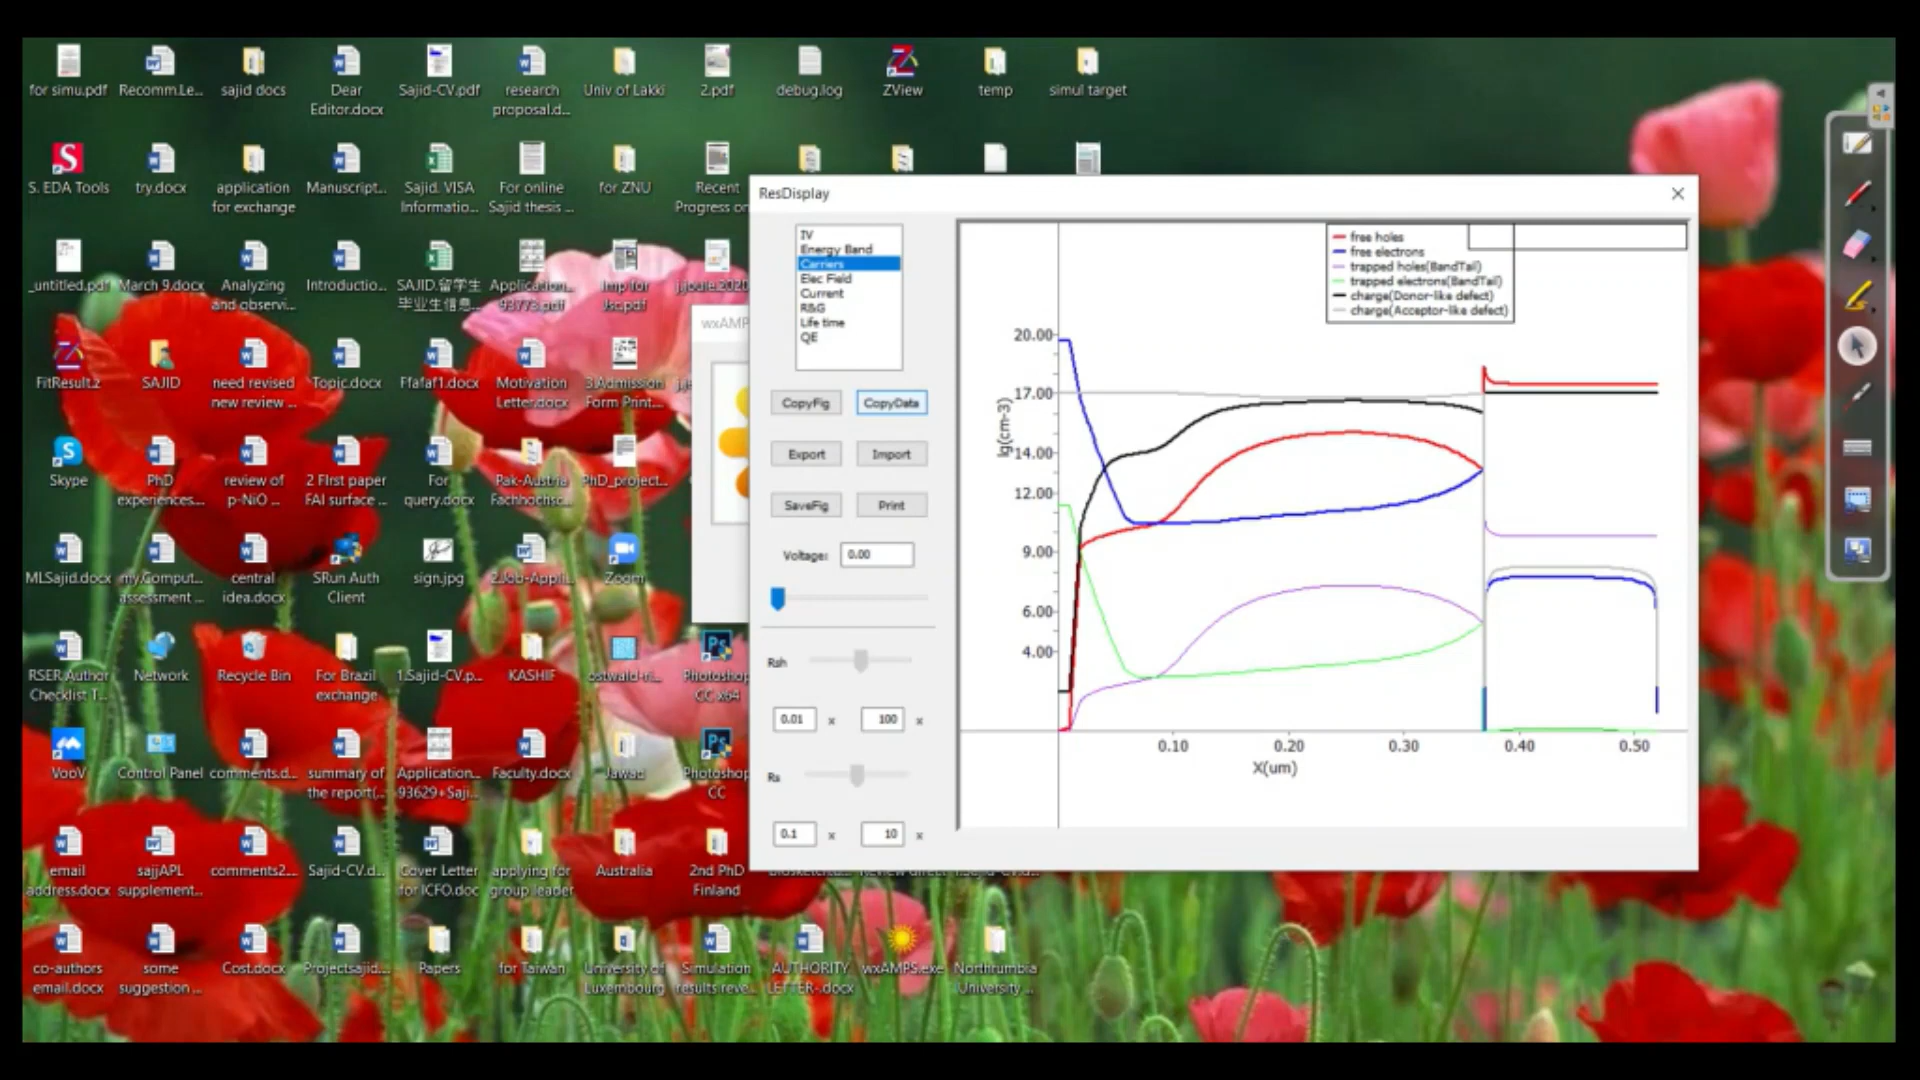 for simu.pdf
Recomm.Le...
sajid docs
Dear
Editor.docx
Sajid-CV.pdf
research
proposal.d...
Univ of Lakki
2.pdf
debug.log
ZView
temp
simul target
S. EDA Tools
try.docx
application
for exchange
Manuscript...
Sajid. VISA
Informatio...
For online
Sajid thesis ...
for ZNU
Recent
Progress on
_untitled.pdf
March 9.docx
Analyzing
and observi...
Introductio...
SAJID.留学生
毕业生信息...
Application...
93773.pdf
Imp for
Jsc.pdf
jjoule.2020
FitResult.z
SAJID
need revised
new review ...
Topic.docx
Ffafaf1.docx
Motivation
Letter.docx
3.Admission
Form Print...
Skype
PhD
experiences...
review of
p-NiO ...
2 FIrst paper
FAI surface ...
For
query.docx
Pak-Austria
Fachhochsc...
PhD_project...
MLSajid.docx
my.Comput...
assessment ...
central
idea.docx
SRun Auth
Client
sign.jpg
2.Job-Appli...
Zoom
RSER Author
Checklist T...
Network
Recycle Bin
For Brazil
exchange
1.Sajid-CV.p...
KASHIF
ostwald-ri...
Photoshop
CC x64
VooV
Control Panel
comments.d...
summary of
the report(...
Application...
93629+Saji...
Faculty.docx
Jawad
Photoshop
CC
email
address.docx
sajjAPL
supplement...
comments2...
Sajid-CV.d...
Cover Letter
for ICFO.doc
applying for
group leader
Australia
2nd PhD
Finland
co-authors
email.docx
some
suggestion ...
Cost.docx
Projectsajid...
Papers
for Taiwan
University of
Luxembourg
Simulation
results reve...
AUTHORITY
LETTER-.docx
wxAMPS.exe
Northrumbia
University ...
wxAMP
ResDisplay
IV
Energy Band
Carriers
Elec Field
Current
R&G
Life time
QE
CopyFig
CopyData
Export
Import
SaveFig
Print
Voltage:
0.00
Rsh
0.01 x
100 x
Rs
0.1 x
10 x
free holes
free electrons
trapped holes(BandTail)
trapped electrons(BandTail)
charge(Donor-like defect)
charge(Acceptor-like defect)
lg(cm-3)
20.00
17.00
14.00
12.00
9.00
6.00
4.00
0.10
0.20
0.30
0.40
0.50
X(um)